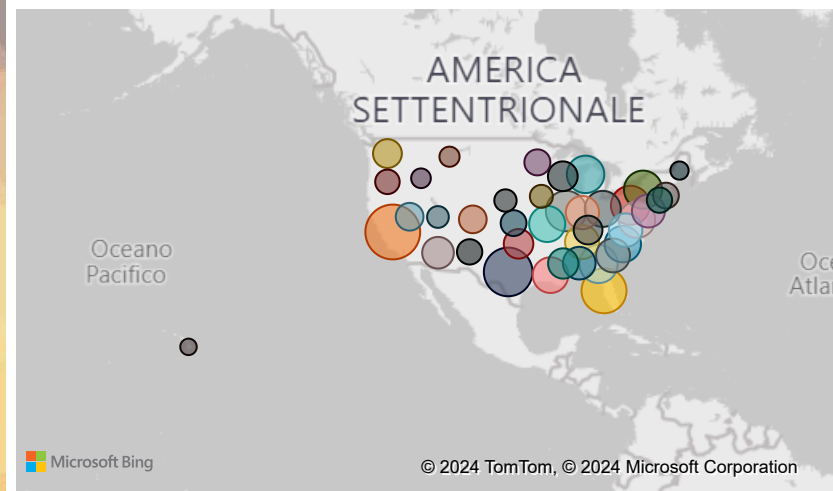 AMERICA
SETTENTRIONALE
Oceano
Pacifico
Oce
Atla
Microsoft Bing
© 2024 TomTom, © 2024 Microsoft Corporation